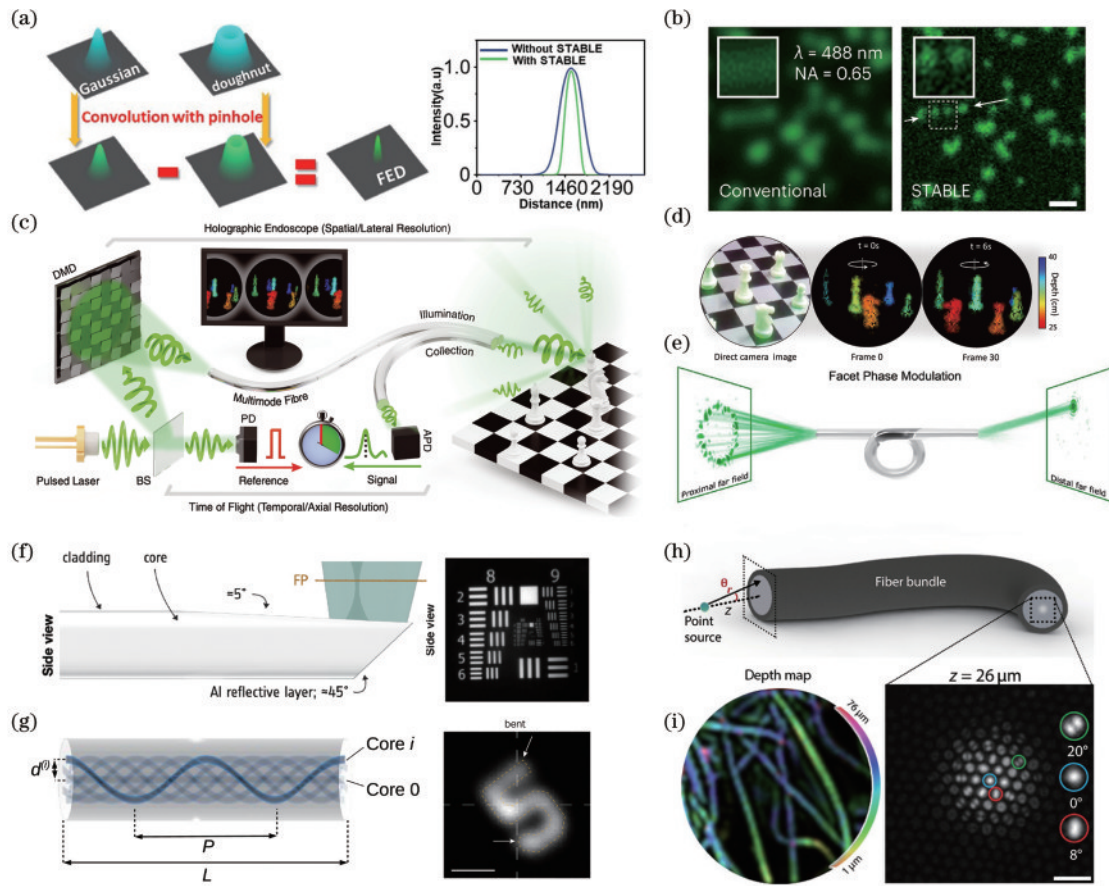 (a)
Gaussian
doughnut
Convolution with pinhole
FED
Without STABLE
With STABLE
Intensity(a.u)
1.0
0.5
0
0 730 1460 2190
Distance (nm)
(b)
λ = 488 nm
NA = 0.65
Conventional
STABLE
(c)
Holographic Endoscope (Spatial/Lateral Resolution)
DMD
Illumination
Collection
Multimode Fibre
PD
APD
Pulsed Laser
BS
Reference
Signal
Time of Flight (Temporal/Axial Resolution)
(d)
t = 0s
t = 6s
40
Depth (cm)
25
Direct camera image
Frame 0
Frame 30
(e)
Facet Phase Modulation
Proximal far field
Distal far field
(f)
cladding
core
≈5°
FP
Side view
Side view
Al reflective layer; ≈45°
8 9
2
3
4
5
6
(g)
d(i)
Core i
Core 0
P
L
bent
(h)
θr
z
Point
source
Fiber bundle
(i)
Depth map
76 μm
1 μm
z = 26 μm
20°
0°
8°